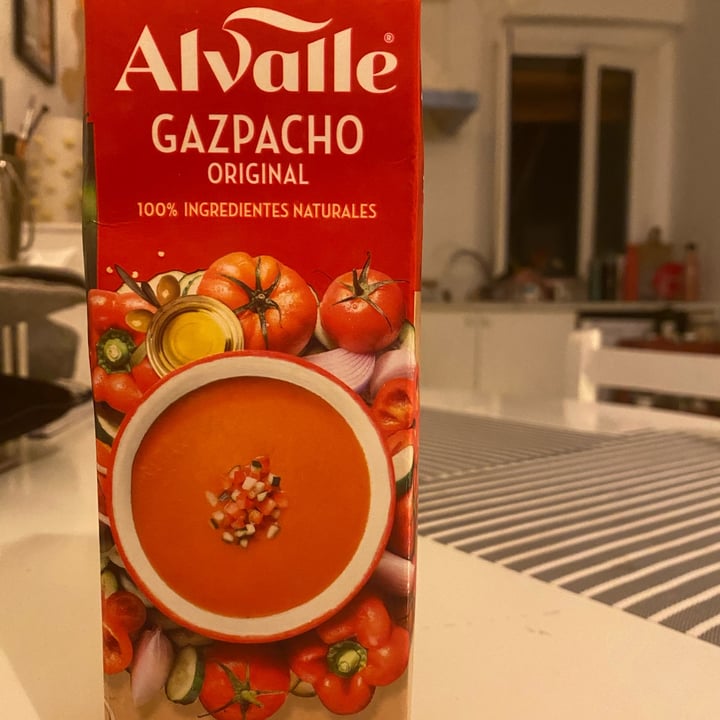 Alvalle®
GAZPACHO
ORIGINAL
100% INGREDIENTES NATURALES